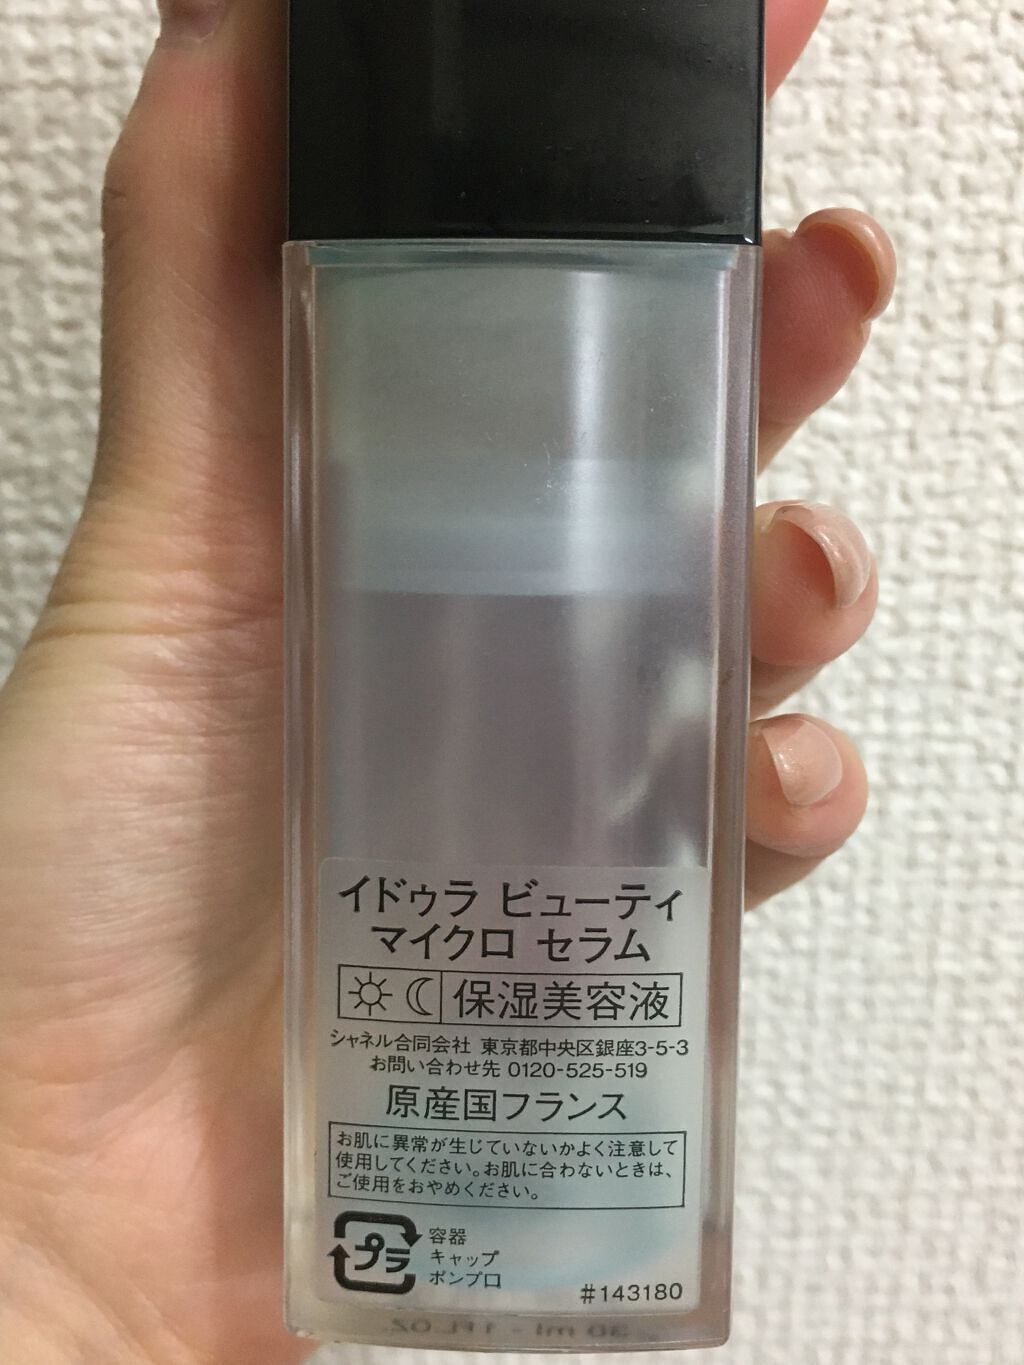 イドゥラ ビューティ
マイクロ セラム
保湿美容液
シャネル合同会社 東京都中央区銀座3-5-3
お問い合わせ先 0120-525-519
原産国フランス
お肌に異常が生じていないかよく注意して
使用してください。お肌に合わないときは、
ご使用をおやめください。
プラ
容器
キャップ
ポンプ口
#143180
30 ml - 1 FL.OZ.